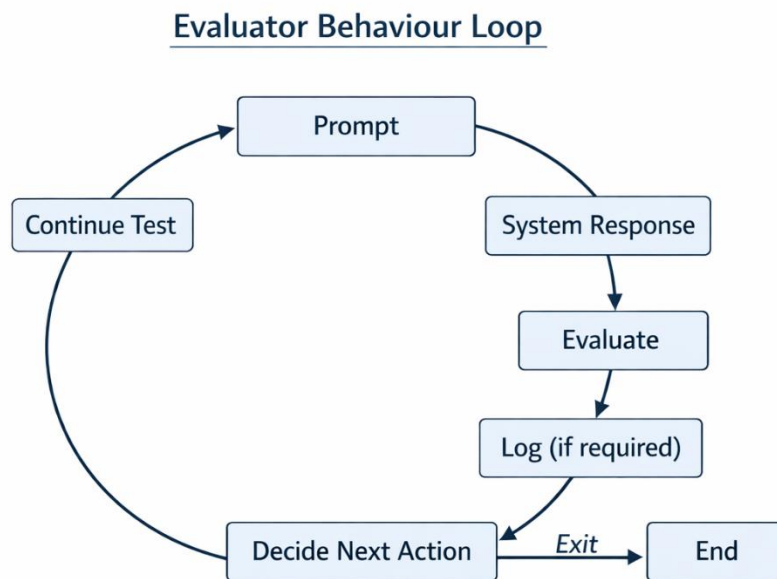 Evaluator Behaviour Loop
Prompt
System Response
Evaluate
Log (if required)
Decide Next Action
Exit
End
Continue Test